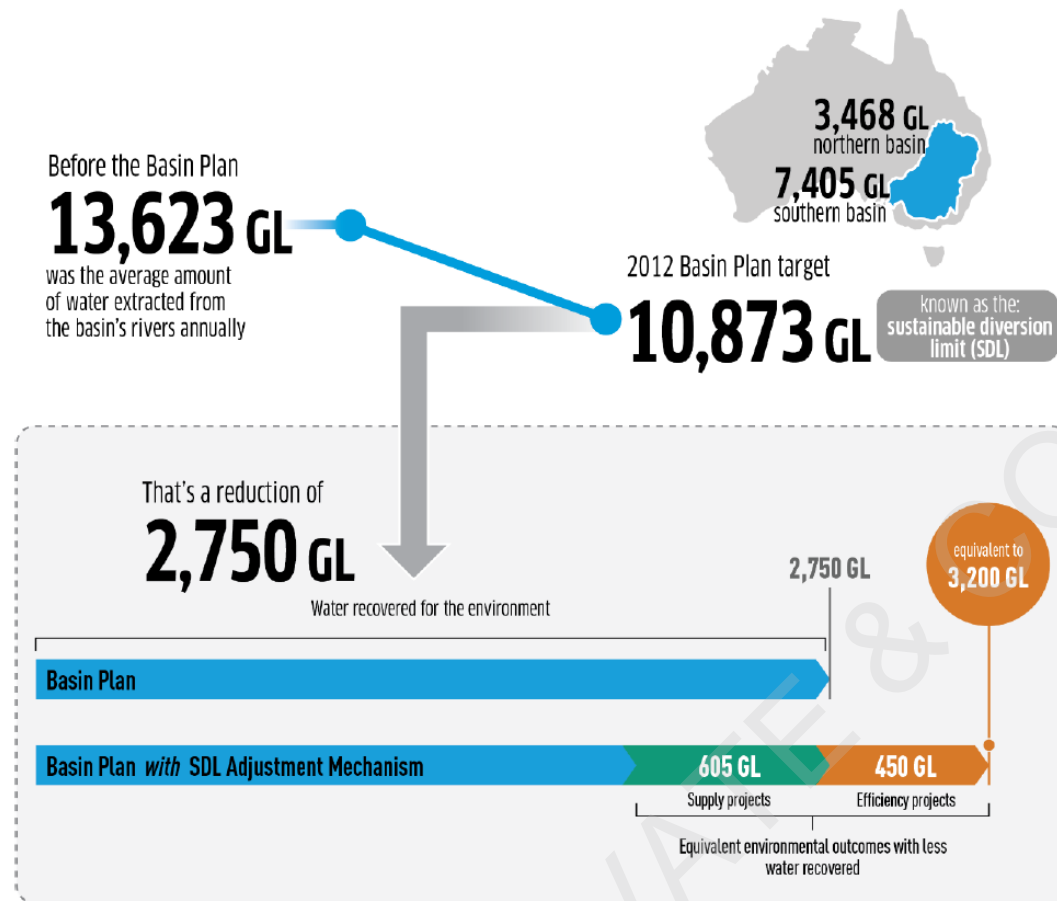 3,468 GL
northern basin
7,405 GL
southern basin
Before the Basin Plan
13,623 GL
was the average amount
of water extracted from
the basin's rivers annually
2012 Basin Plan target
10,873 GL
known as the:
sustainable diversion
limit (SDL)
That's a reduction of
2,750 GL
Water recovered for the environment
2,750 GL
equivalent to
3,200 GL
Basin Plan
Basin Plan with SDL Adjustment Mechanism
605 GL
450 GL
Supply projects
Efficiency projects
Equivalent environmental outcomes with less
water recovered